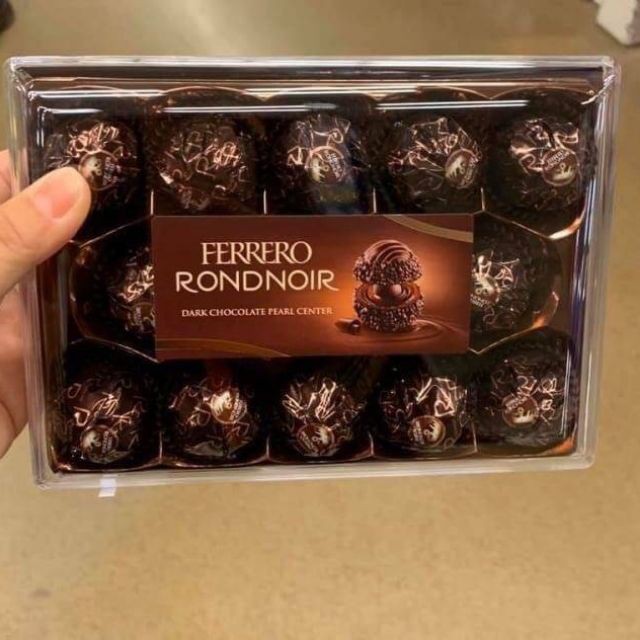 FERRERO
RONDNOIR
DARK CHOCOLATE PEARL CENTER